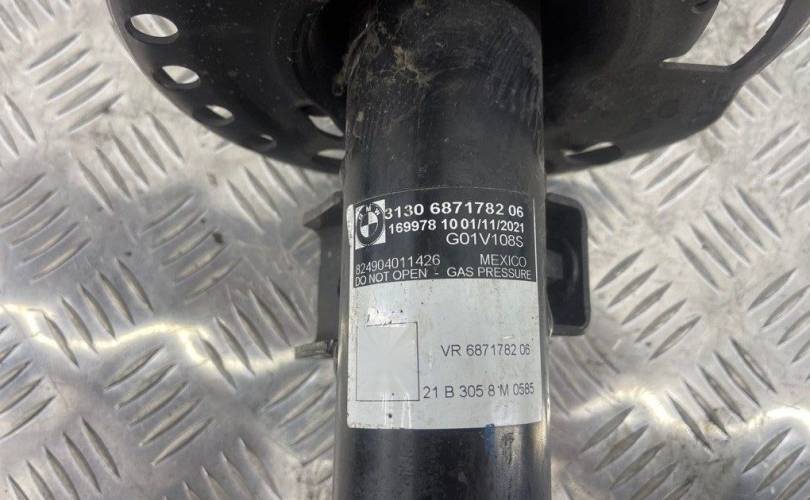 BMW
3130 6871782 06
169978 10 01/11/2021
G01V108S
824904011426 MEXICO
DO NOT OPEN - GAS PRESSURE
VR 6871782 06
21 B 305 8 M 0585